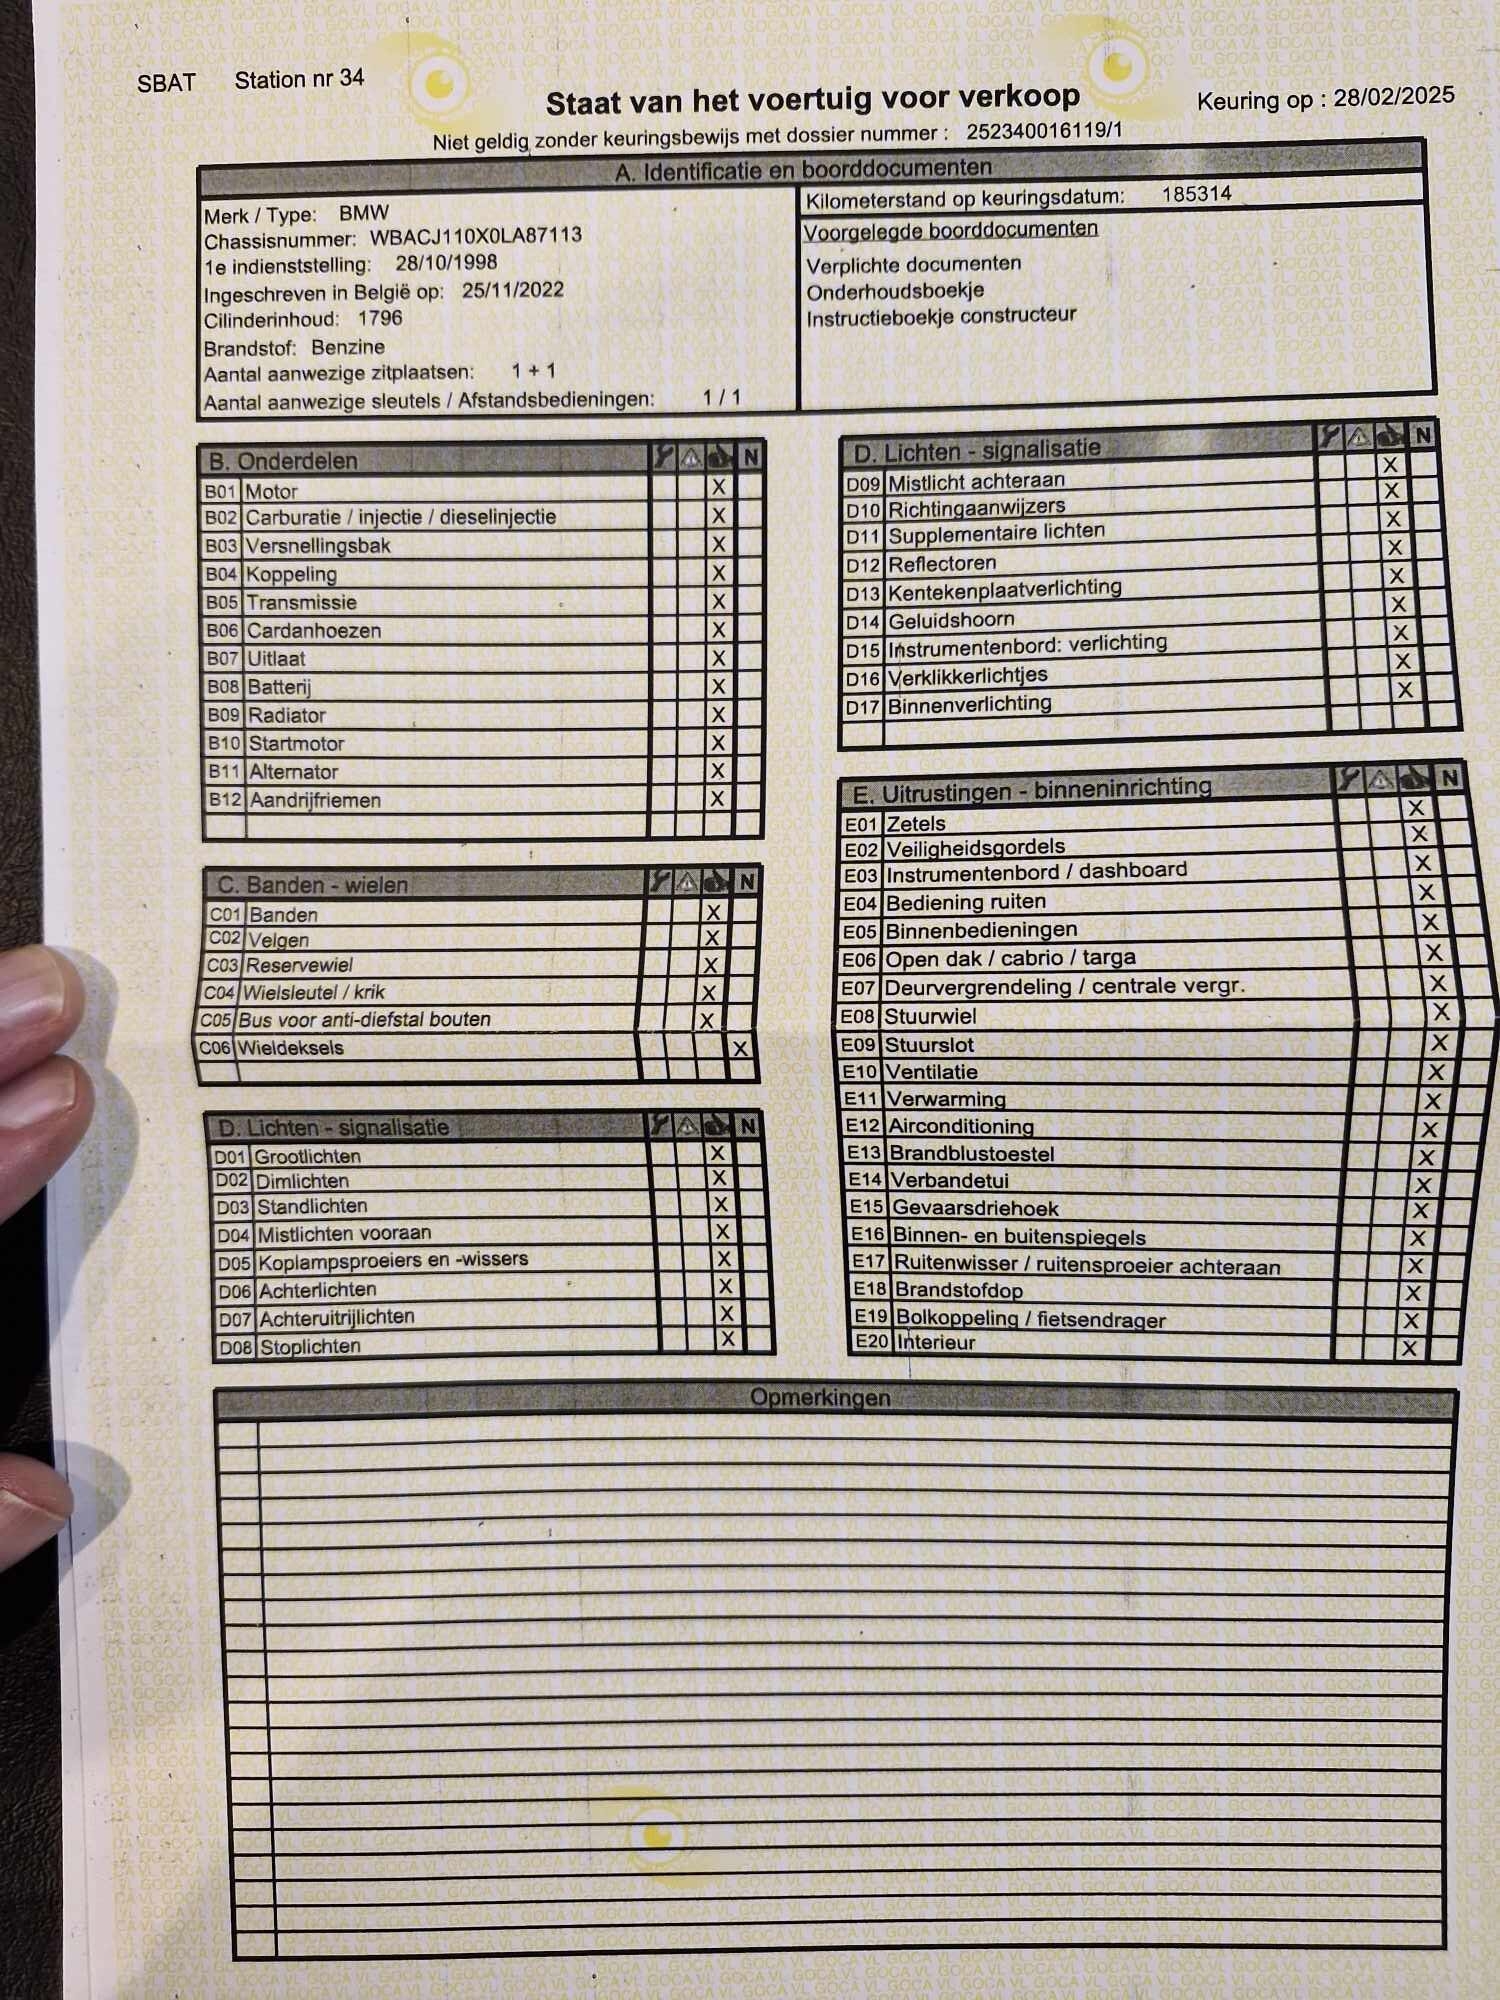 SBAT Station nr 34
Staat van het voertuig voor verkoop
Keuring op : 28/02/2025
Niet geldig zonder keuringsbewijs met dossier nummer : 252340016119/1
A. Identificatie en boorddocumenten
Merk / Type: BMW
Chassisnummer: WBACJ110X0LA87113
1e indienststelling: 28/10/1998
Ingeschreven in België op: 25/11/2022
Cilinderinhoud: 1796
Brandstof: Benzine
Aantal aanwezige zitplaatsen: 1 + 1
Aantal aanwezige sleutels / Afstandsbedieningen: 1 / 1
Kilometerstand op keuringsdatum: 185314
Voorgelegde boorddocumenten
Verplichte documenten
Onderhoudsboekje
Instructieboekje constructeur
B. Onderdelen N
B01 Motor X
B02 Carburatie / injectie / dieselinjectie X
B03 Versnellingsbak X
B04 Koppeling X
B05 Transmissie X
B06 Cardanhoezen X
B07 Uitlaat X
B08 Batterij X
B09 Radiator X
B10 Startmotor X
B11 Alternator X
B12 Aandrijfriemen X
C. Banden - wielen N
C01 Banden X
C02 Velgen X
C03 Reservewiel X
C04 Wielsleutel / krik X
C05 Bus voor anti-diefstal bouten X
C06 Wieldeksels X
D. Lichten - signalisatie N
D01 Grootlichten X
D02 Dimlichten X
D03 Standlichten X
D04 Mistlichten vooraan X
D05 Koplampsproeiers en -wissers X
D06 Achterlichten X
D07 Achteruitrijlichten X
D08 Stoplichten X
D. Lichten - signalisatie N
D09 Mistlicht achteraan X
D10 Richtingaanwijzers X
D11 Supplementaire lichten X
D12 Reflectoren X
D13 Kentekenplaatverlichting X
D14 Geluidshoorn X
D15 Instrumentenbord: verlichting X
D16 Verklikkerlichtjes X
D17 Binnenverlichting X
E. Uitrustingen - binneninrichting N
E01 Zetels X
E02 Veiligheidsgordels X
E03 Instrumentenbord / dashboard X
E04 Bediening ruiten X
E05 Binnenbedieningen X
E06 Open dak / cabrio / targa X
E07 Deurvergrendeling / centrale vergr. X
E08 Stuurwiel X
E09 Stuurslot X
E10 Ventilatie X
E11 Verwarming X
E12 Airconditioning X
E13 Brandblustoestel X
E14 Verbandetui X
E15 Gevaarsdriehoek X
E16 Binnen- en buitenspiegels X
E17 Ruitenwisser / ruitensproeier achteraan X
E18 Brandstofdop X
E19 Bolkoppeling / fietsendrager X
E20 Interieur X
Opmerkingen